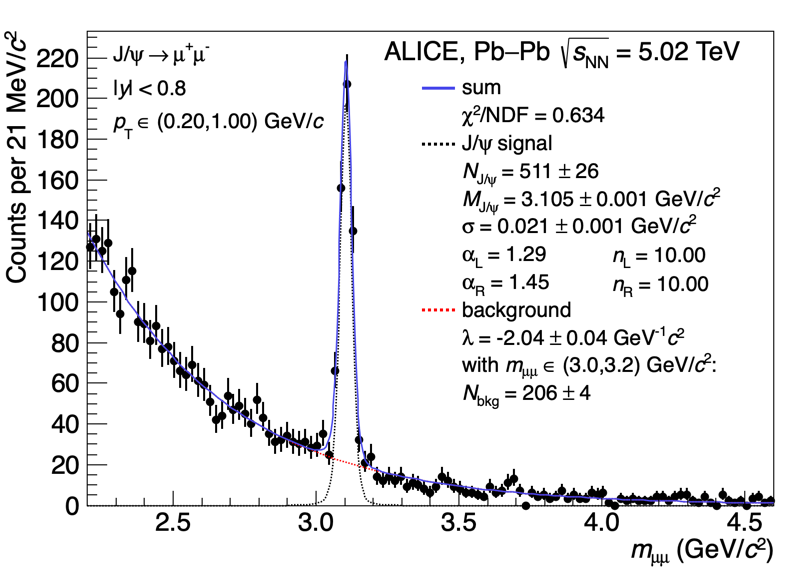 J/ψ → μ⁺μ⁻
|y| < 0.8
p_T ∈ (0.20,1.00) GeV/c
ALICE, Pb–Pb √s_NN = 5.02 TeV
sum
χ²/NDF = 0.634
J/ψ signal
N_J/ψ = 511 ± 26
M_J/ψ = 3.105 ± 0.001 GeV/c²
σ = 0.021 ± 0.001 GeV/c²
α_L = 1.29 n_L = 10.00
α_R = 1.45 n_R = 10.00
background
λ = -2.04 ± 0.04 GeV⁻¹c²
with m_μμ ∈ (3.0,3.2) GeV/c²:
N_bkg = 206 ± 4
Counts per 21 MeV/c²
220
200
180
160
140
120
100
80
60
40
20
0
2.5 3.0 3.5 4.0 4.5
m_μμ (GeV/c²)